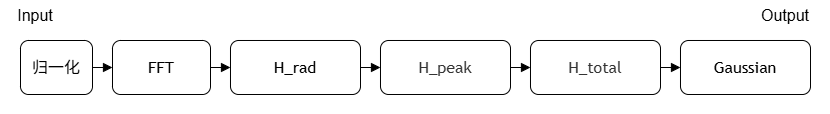 Input
Output
归一化
FFT
H_rad
H_peak
H_total
Gaussian